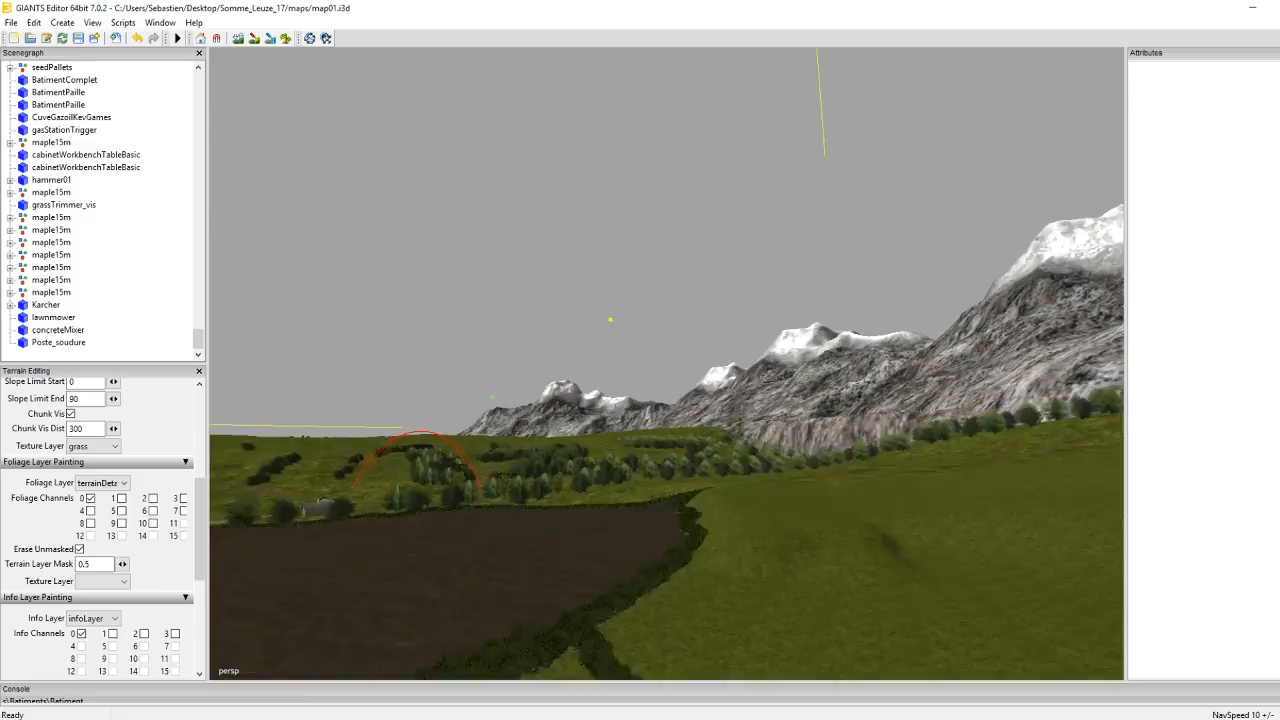 GIANTS Editor 64bit 7.0.2 - C:/Users/Sebastien/Desktop/Somme_Leuze_17/maps/map01.i3d
File Edit Create View Scripts Window Help
Scenegraph
Attributes
seedPallets
BatimentComplet
BatimentPaille
BatimentPaille
CuveGazoilKevGames
gasStationTrigger
maple15m
cabinetWorkbenchTableBasic
cabinetWorkbenchTableBasic
hammer01
maple15m
grassTrimmer_vis
maple15m
maple15m
maple15m
maple15m
maple15m
maple15m
maple15m
Karcher
lawnmower
concreteMixer
Poste_soudure
Terrain Editing
Slope Limit Start 0
Slope Limit End 90
Chunk Vis
Chunk Vis Dist 300
Texture Layer grass
Foliage Layer Painting
Foliage Layer terrainDeta
Foliage Channels 0 1 2 3
4 5 6 7
8 9 10 11
12 13 14 15
Erase Unmasked
Terrain Layer Mask 0.5
Texture Layer
Info Layer Painting
Info Layer infoLayer
Info Channels 0 1 2 3
4 5 6 7
8 9 10 11
12 13 14 15
persp
Console
s\Batiments\Batiment
Ready
NavSpeed 10 +/-